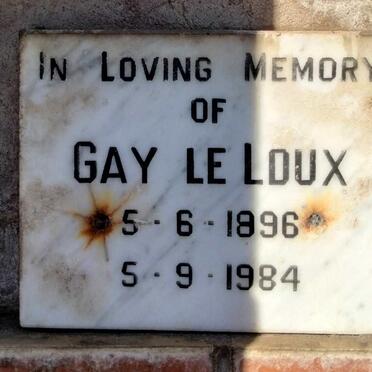 IN LOVING MEMORY
OF
GAY LE LOUX
5 - 6 - 1896
5 - 9 - 1984